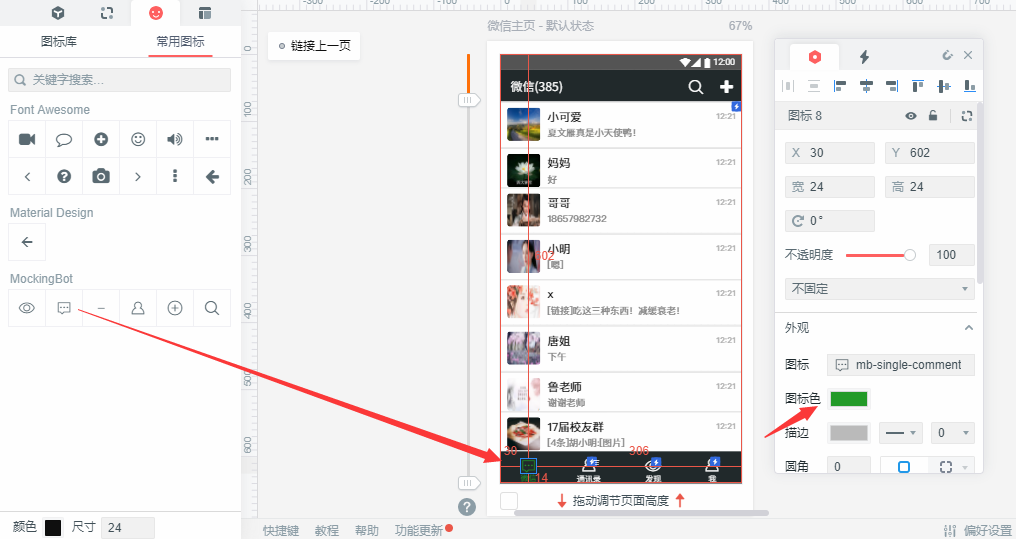 图标库
常用图标
关键字搜索...
Font Awesome
Material Design
MockingBot
颜色
尺寸
24
-300
-200
-100
0
100
200
300
400
500
600
700
0
100
200
300
400
500
600
链接上一页
微信主页 - 默认状态
67%
12:00
微信(385)
小可爱
12:21
夏文雁真是小天使鸭!
妈妈
12:21
好
哥哥
12:21
18657982732
小明
12:21
602
[嗯]
x
12:21
[链接]吃这三种东西！减缓衰老！
唐姐
12:21
下午
鲁老师
12:21
谢谢老师
17届校友群
12:21
[4条]胡小明:[图片]
30
306
通讯录
发现
我
14
拖动调节页面高度
快捷键
教程
帮助
功能更新
偏好设置
图标 8
X
30
Y
602
宽
24
高
24
0°
不透明度
100
不固定
外观
图标
mb-single-comment
图标色
描边
0
圆角
0